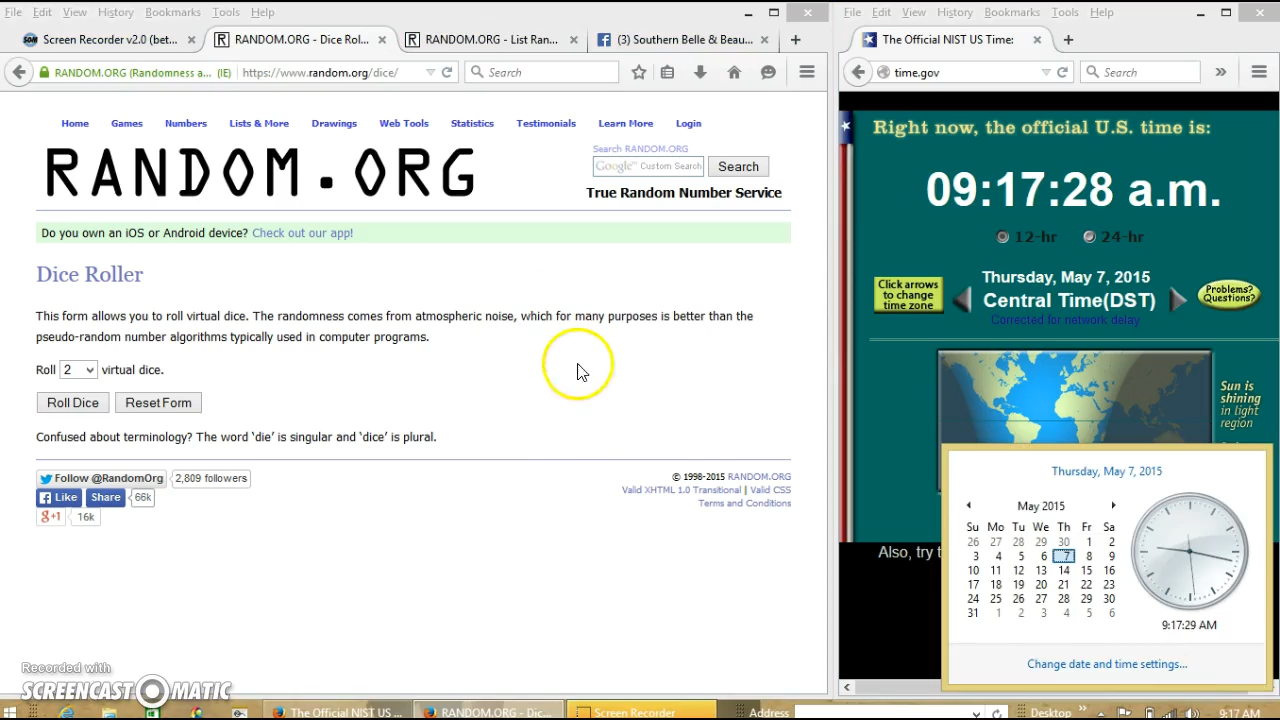 File Edit View History Bookmarks Tools Help
Screen Recorder v2.0 (Bet...
RANDOM.ORG - Dice Rol...
RANDOM.ORG - List Ran...
(3) Southern Belle & Beau...
RANDOM.ORG (Randomness a... (IE) https://www.random.org/dice/ Search
Home Games Numbers Lists & More Drawings Web Tools Statistics Testimonials Learn More Login
RANDOM.ORG
Search RANDOM.ORG
Google™ Custom Search Search
True Random Number Service
Do you own an iOS or Android device? Check out our app!
Dice Roller
This form allows you to roll virtual dice. The randomness comes from atmospheric noise, which for many purposes is better than the
pseudo-random number algorithms typically used in computer programs.
Roll 2 virtual dice.
Roll Dice Reset Form
Confused about terminology? The word ‘die’ is singular and ‘dice’ is plural.
Follow @RandomOrg 2,809 followers
Like Share 66k
g+1 16k
© 1998-2015 RANDOM.ORG
Valid XHTML 1.0 Transitional | Valid CSS
Terms and Conditions
Recorded with
SCREENCAST MATIC
File Edit View History Bookmarks Tools Help
The Official NIST US Time:
time.gov Search
Right now, the official U.S. time is:
09:17:28 a.m.
12-hr 24-hr
Click arrows
to change
time zone
Thursday, May 7, 2015
Central Time(DST)
Corrected for network delay
Problems?
Questions?
Sun is
shining
in light
region
Also, try t
Thursday, May 7, 2015
May 2015
Su Mo Tu We Th Fr Sa
26 27 28 29 30 1 2
3 4 5 6 7 8 9
10 11 12 13 14 15 16
17 18 19 20 21 22 23
24 25 26 27 28 29 30
31 1 2 3 4 5 6
9:17:29 AM
Change date and time settings...
The Official NIST US ...
RANDOM.ORG - Dic...
Screen Recorder
Address
Desktop
9:17 AM